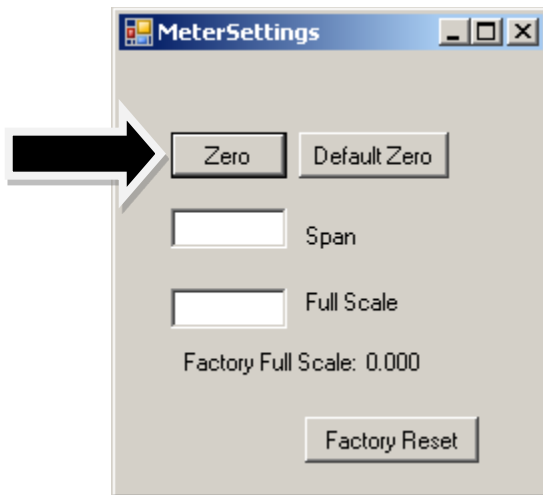 MeterSettings
Zero Default Zero
Span
Full Scale
Factory Full Scale: 0.000
Factory Reset